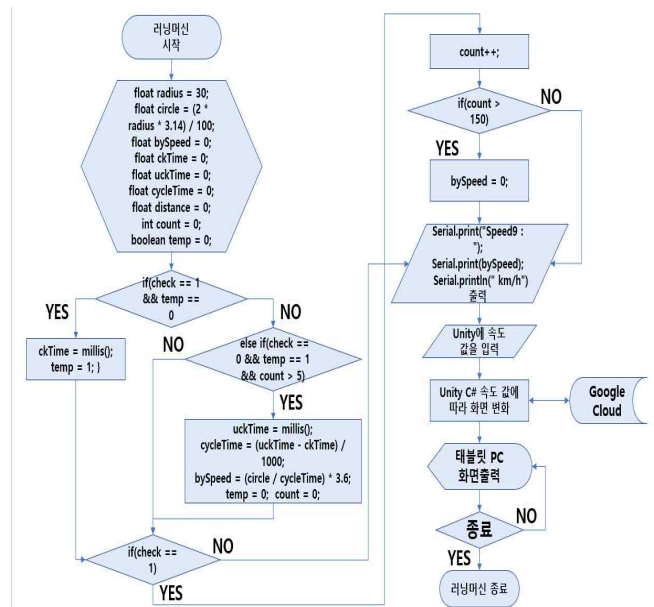 러닝머신
시작
float radius = 30;
float circle = (2 *
radius * 3.14) / 100;
float bySpeed = 0;
float ckTime = 0;
float uckTime = 0;
float cycleTime = 0;
float distance = 0;
int count = 0;
boolean temp = 0;
if(check == 1
&& temp ==
0
YES
NO
ckTime = millis();
temp = 1; }
NO
else if(check ==
0 && temp == 1
&& count > 5)
YES
uckTime = millis();
cycleTime = (uckTime - ckTime) /
1000;
bySpeed = (circle / cycleTime) * 3.6;
temp = 0; count = 0;
if(check ==
1)
NO
YES
count++;
if(count >
150)
NO
YES
bySpeed = 0;
Serial.print("Speed9 :
");
Serial.print(bySpeed);
Serial.println(" km/h")
출력
Unity에 속도
값을 입력
Unity C# 속도 값에
따라 화면 변화
Google
Cloud
태블릿 PC
화면출력
종료
NO
YES
러닝머신 종료